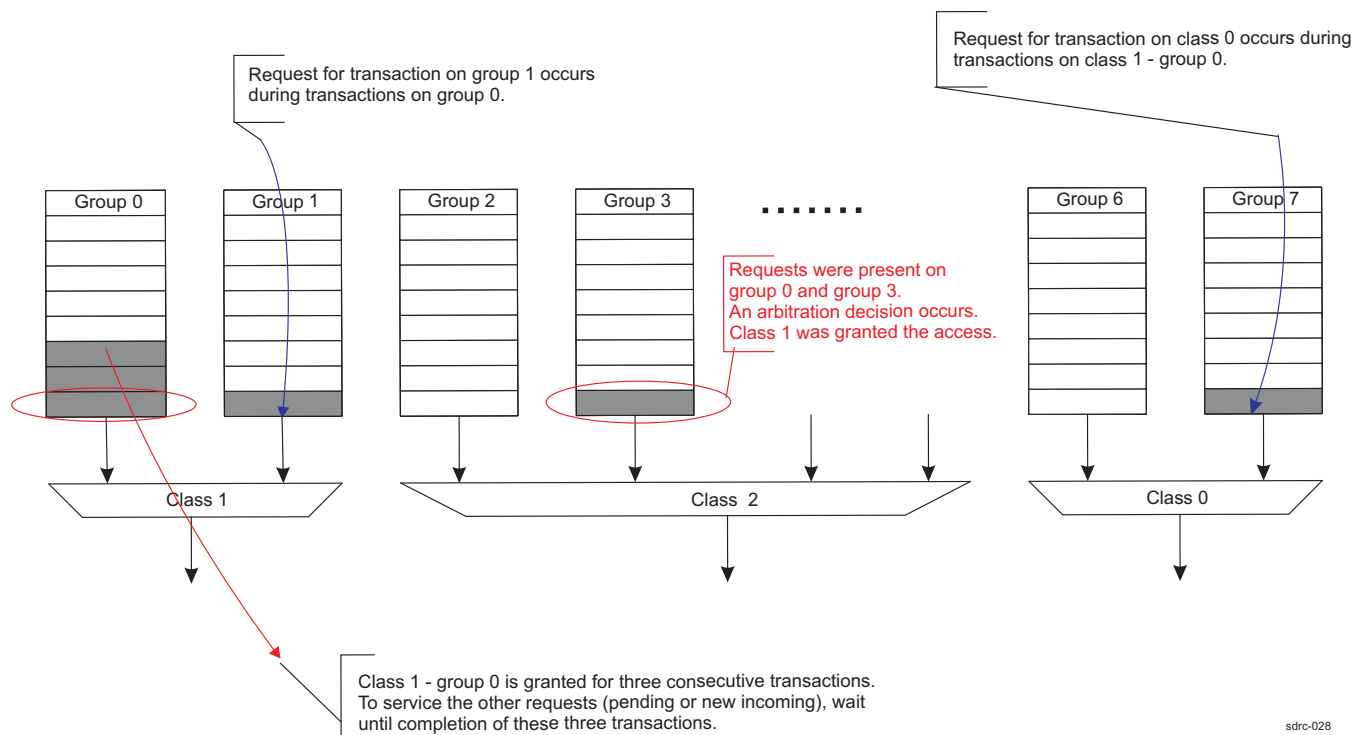 Request for transaction on group 1 occurs
during transactions on group 0.
Request for transaction on class 0 occurs during
transactions on class 1 - group 0.
Group 0
Group 1
Group 2
Group 3
.......
Group 6
Group 7
Requests were present on
group 0 and group 3.
An arbitration decision occurs.
Class 1 was granted the access.
Class 1
Class 2
Class 0
Class 1 - group 0 is granted for three consecutive transactions.
To service the other requests (pending or new incoming), wait
until completion of these three transactions.
sdrc-028